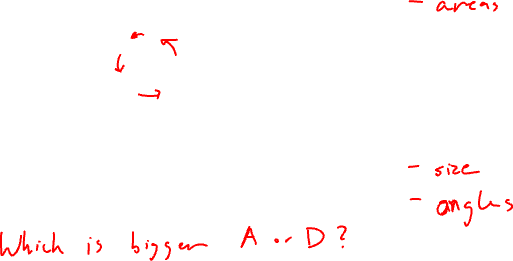 - areas
- size
- angles
Which is bigger A or D?